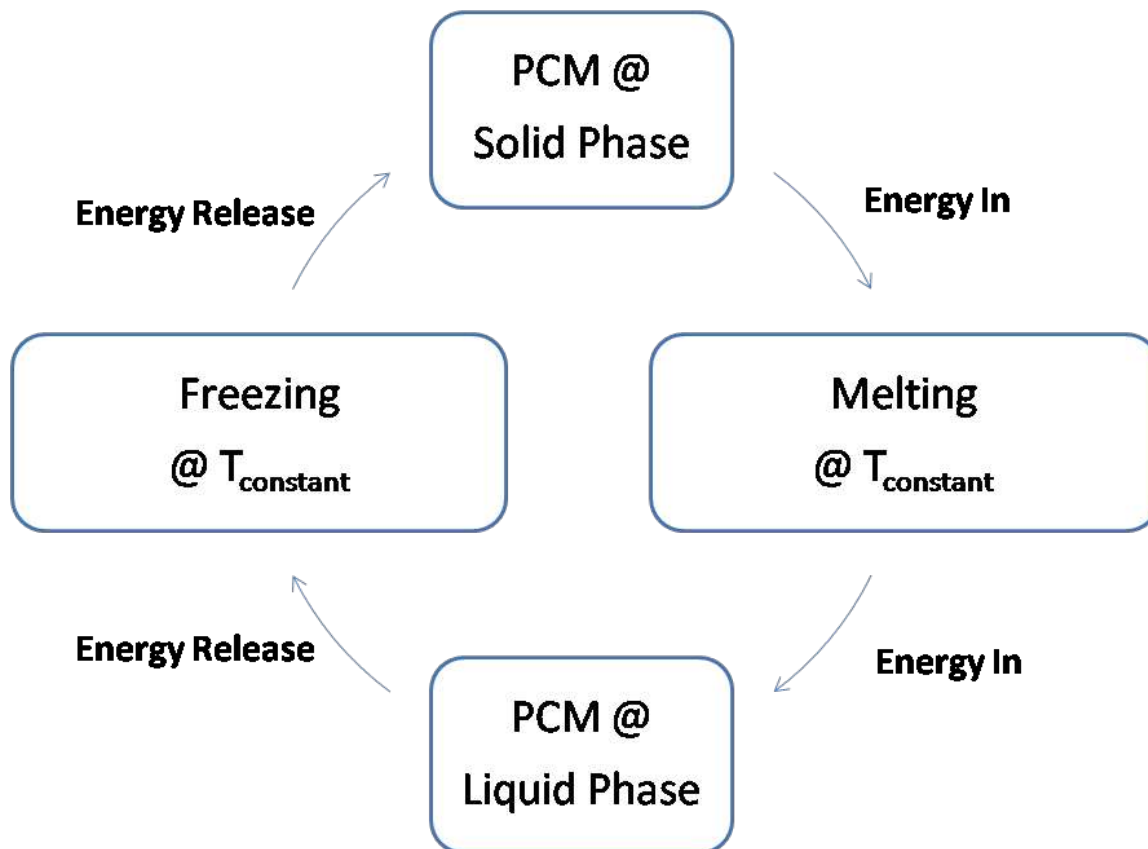 PCM @
Solid Phase
Energy Release
Energy In
Freezing
@ Tconstant
Melting
@ Tconstant
Energy Release
Energy In
PCM @
Liquid Phase